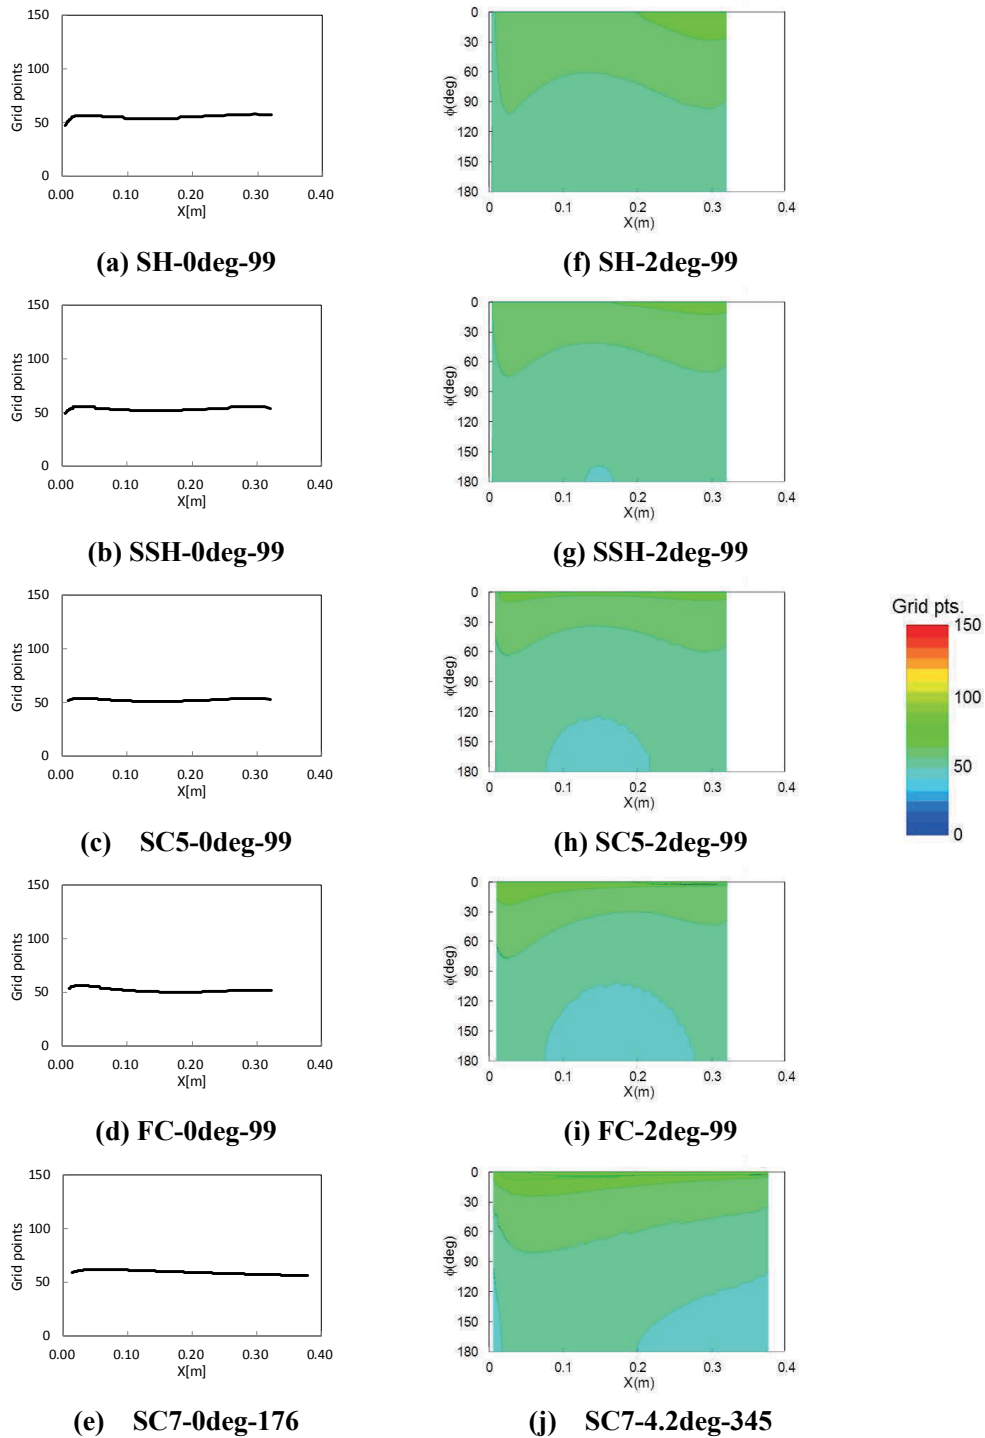 150
100
50
0
Grid points
0.00 0.10 0.20 0.30 0.40
X[m]
(a) SH-0deg-99
0
30
60
90
120
150
180
ϕ(deg)
0 0.1 0.2 0.3 0.4
X(m)
(f) SH-2deg-99
150
100
50
0
Grid points
0.00 0.10 0.20 0.30 0.40
X[m]
(b) SSH-0deg-99
0
30
60
90
120
150
180
ϕ(deg)
0 0.1 0.2 0.3 0.4
X(m)
(g) SSH-2deg-99
150
100
50
0
Grid points
0.00 0.10 0.20 0.30 0.40
X[m]
(c) SC5-0deg-99
0
30
60
90
120
150
180
ϕ(deg)
0 0.1 0.2 0.3 0.4
X(m)
(h) SC5-2deg-99
Grid pts.
150
100
50
0
150
100
50
0
Grid points
0.00 0.10 0.20 0.30 0.40
X[m]
(d) FC-0deg-99
0
30
60
90
120
150
180
ϕ(deg)
0 0.1 0.2 0.3 0.4
X(m)
(i) FC-2deg-99
150
100
50
0
Grid points
0.00 0.10 0.20 0.30 0.40
X[m]
(e) SC7-0deg-176
0
30
60
90
120
150
180
ϕ(deg)
0 0.1 0.2 0.3 0.4
X(m)
(j) SC7-4.2deg-345